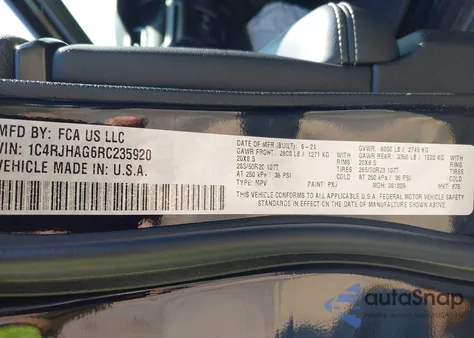 MFD BY: FCA US LLC
VIN: 1C4RJHAG6RC235920
VEHICLE MADE IN: U.S.A.
DATE OF MFR (BUILT): 6-24
GAWR FRONT: 2800 LB / 1271 KG
20X8.5
265/50R20 107T
AT 250 kPa / 36 PSI
TYPE: MPV PAINT: PXJ
GVWR: 6050 LB / 2745 KG
GAWR REAR: 3350 LB / 1520 KG
WITH
RIMS 20X8.5 RIMS
TIRES 265/50R20 107T TIRES
COLD AT 250 kPa / 36 PSI COLD
MDH:
MKT:
THIS VEHICLE CONFORMS TO ALL APPLICABLE U.S.A. FEDERAL MOTOR VEHICLE SAFETY
STANDARDS IN EFFECT ON THE DATE OF MANUFACTURE SHOWN ABOVE.
autoSnap